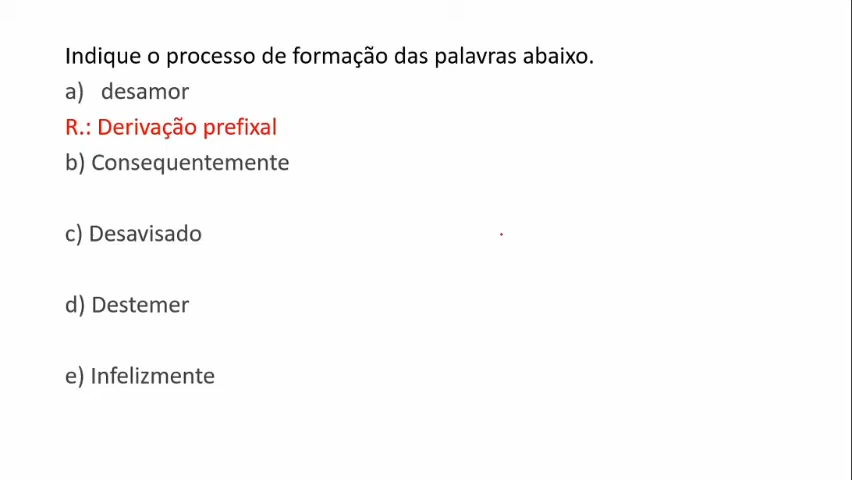 Indique o processo de formação das palavras abaixo.
a) desamor
R.: Derivação prefixal
b) Consequentemente
c) Desavisado
d) Destemer
e) Infelizmente